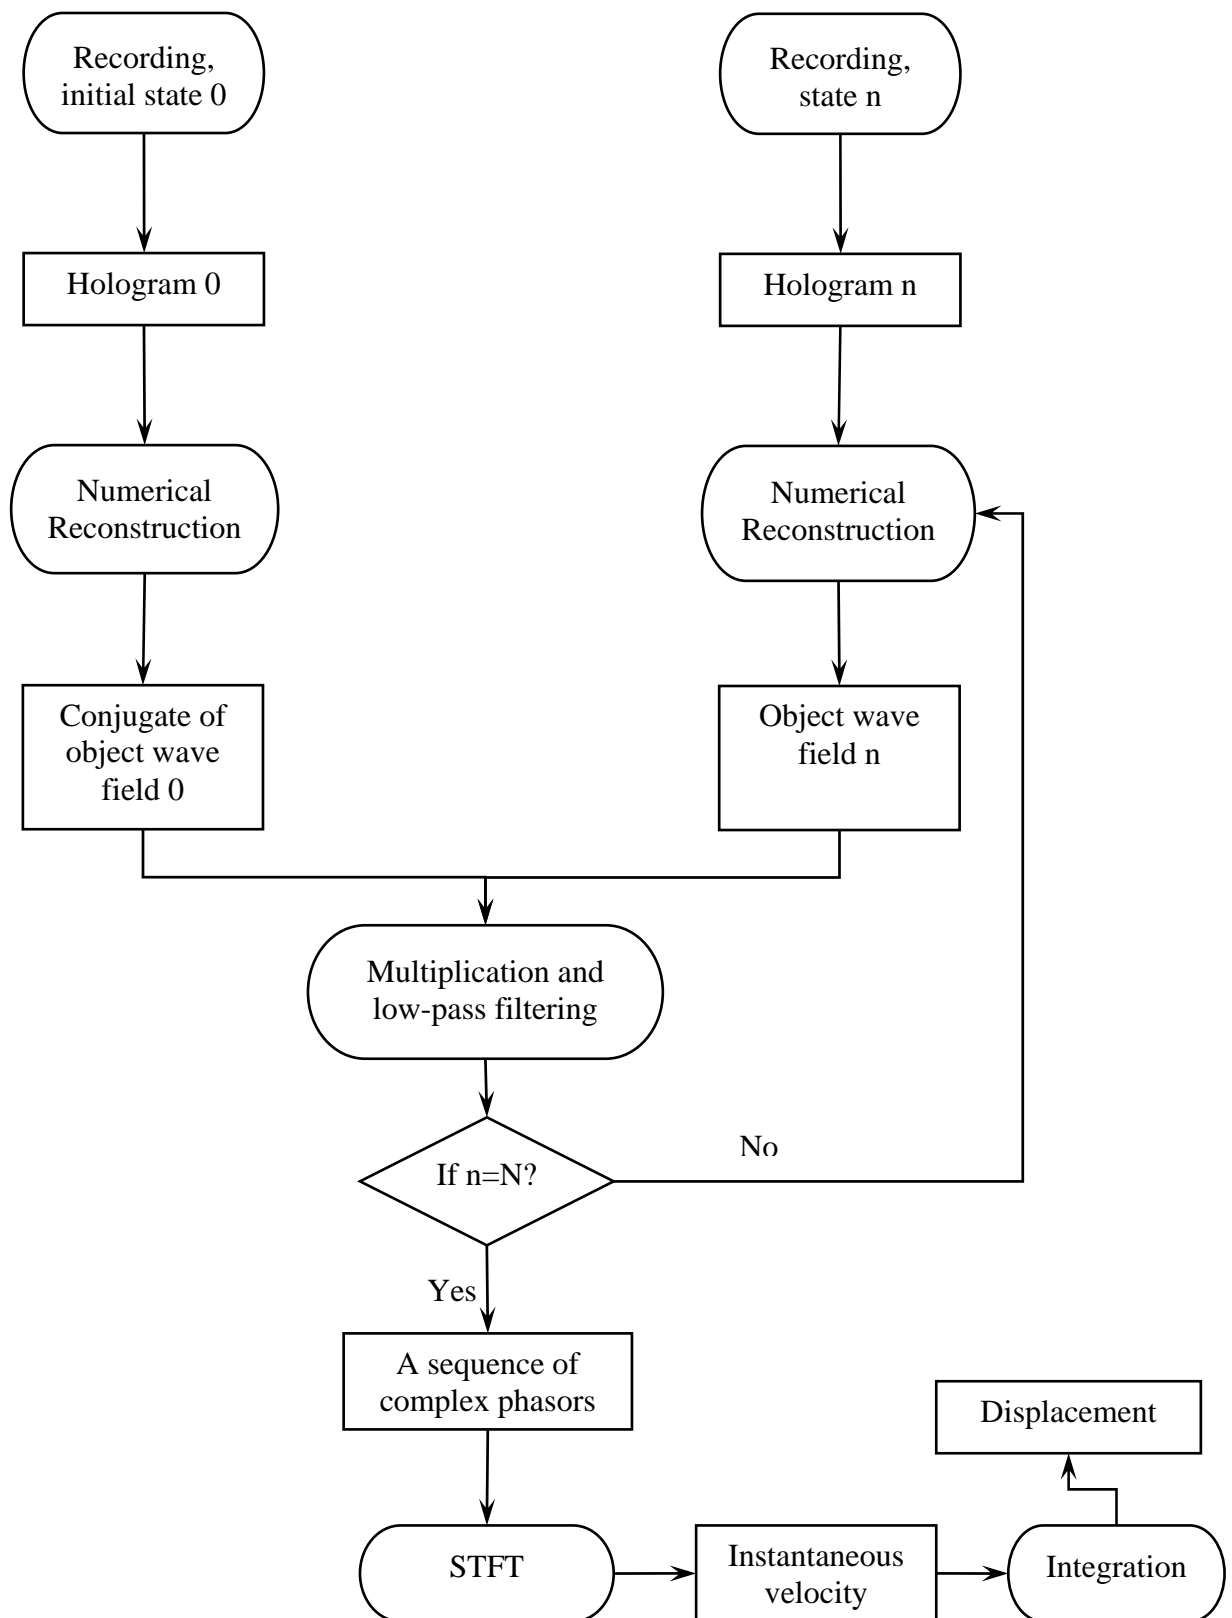 Recording,
initial state 0
Recording,
state n
Hologram 0
Hologram n
Numerical
Reconstruction
Numerical
Reconstruction
Conjugate of
object wave
field 0
Object wave
field n
Multiplication and
low-pass filtering
No
If n=N?
Yes
A sequence of
complex phasors
Displacement
STFT
Instantaneous
velocity
Integration